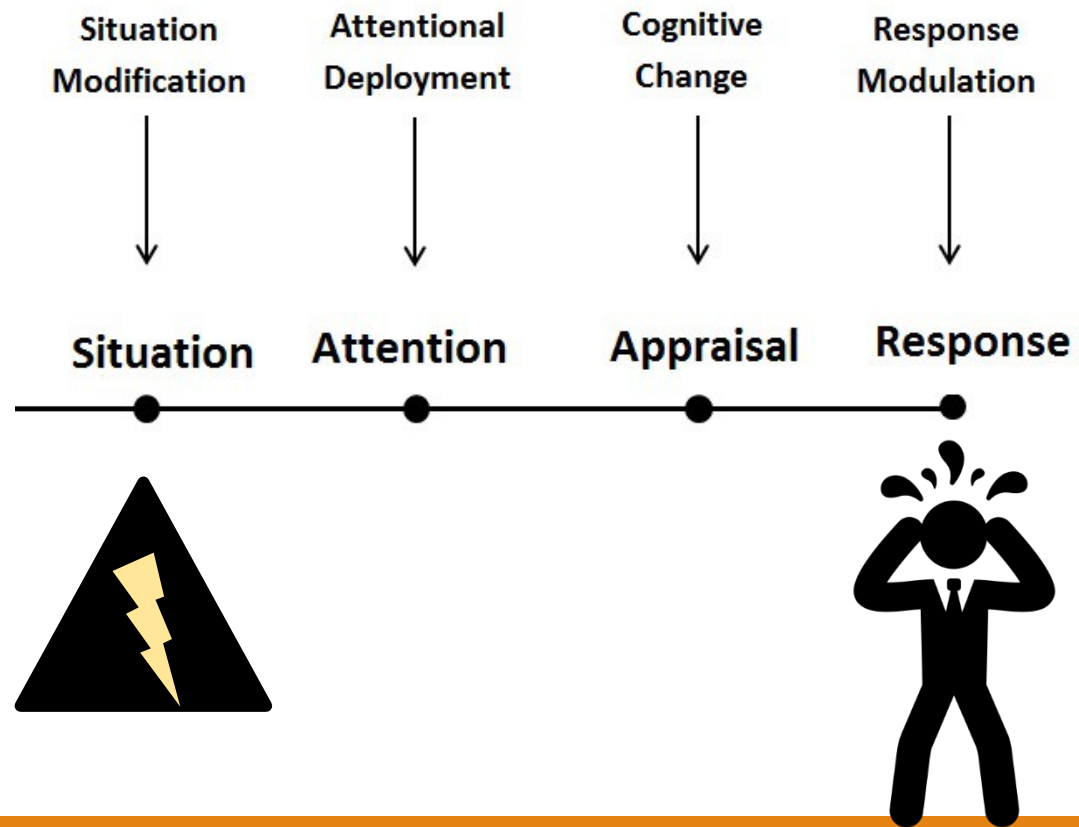 Situation
Modification
Attentional
Deployment
Cognitive
Change
Response
Modulation
Situation
Attention
Appraisal
Response